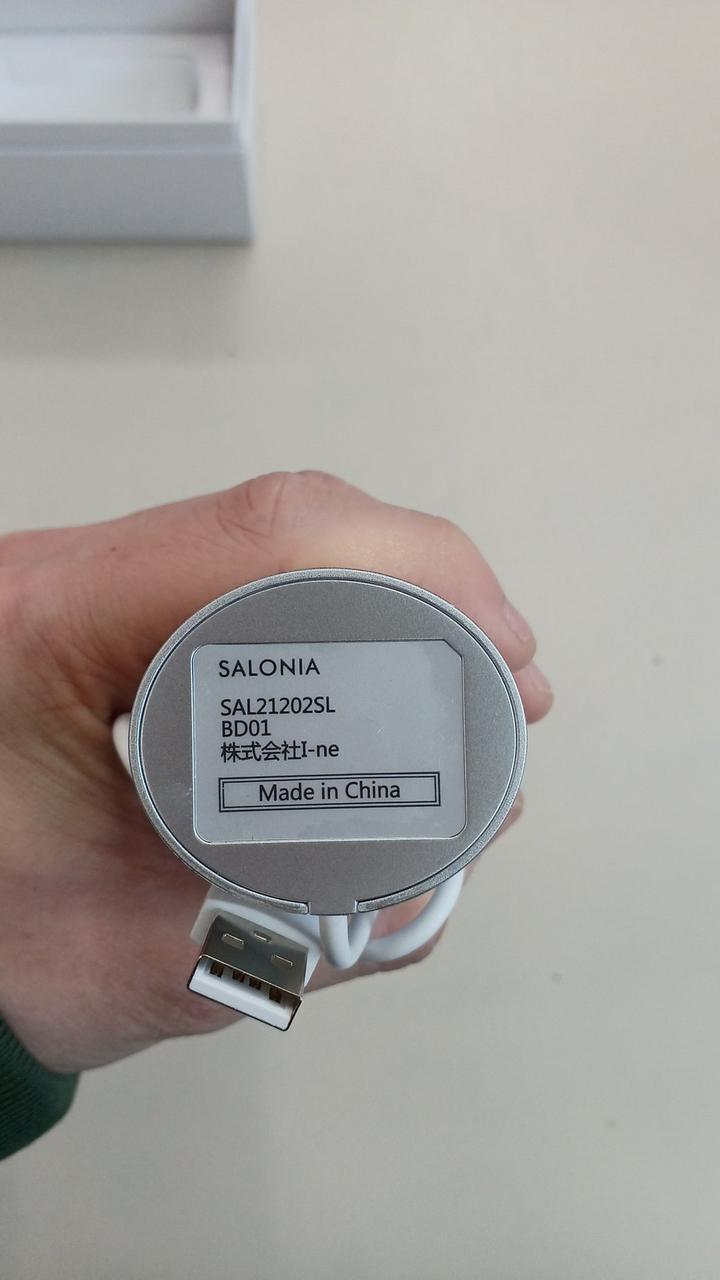 SALONIA
SAL21202SL
BD01
株式会社I-ne
Made in China